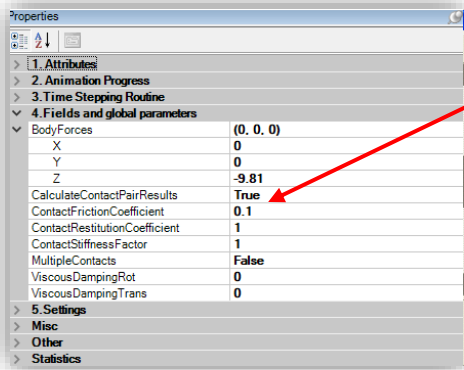 Properties
1. Attributes
2. Animation Progress
3.Time Stepping Routine
4.Fields and global parameters
BodyForces (0, 0, 0)
X 0
Y 0
Z -9.81
CalculateContactPairResults True
ContactFrictionCoefficient 0.1
ContactRestitutionCoefficient 1
ContactStiffnessFactor 1
MultipleContacts False
ViscousDampingRot 0
ViscousDampingTrans 0
5.Settings
Misc
Other
Statistics